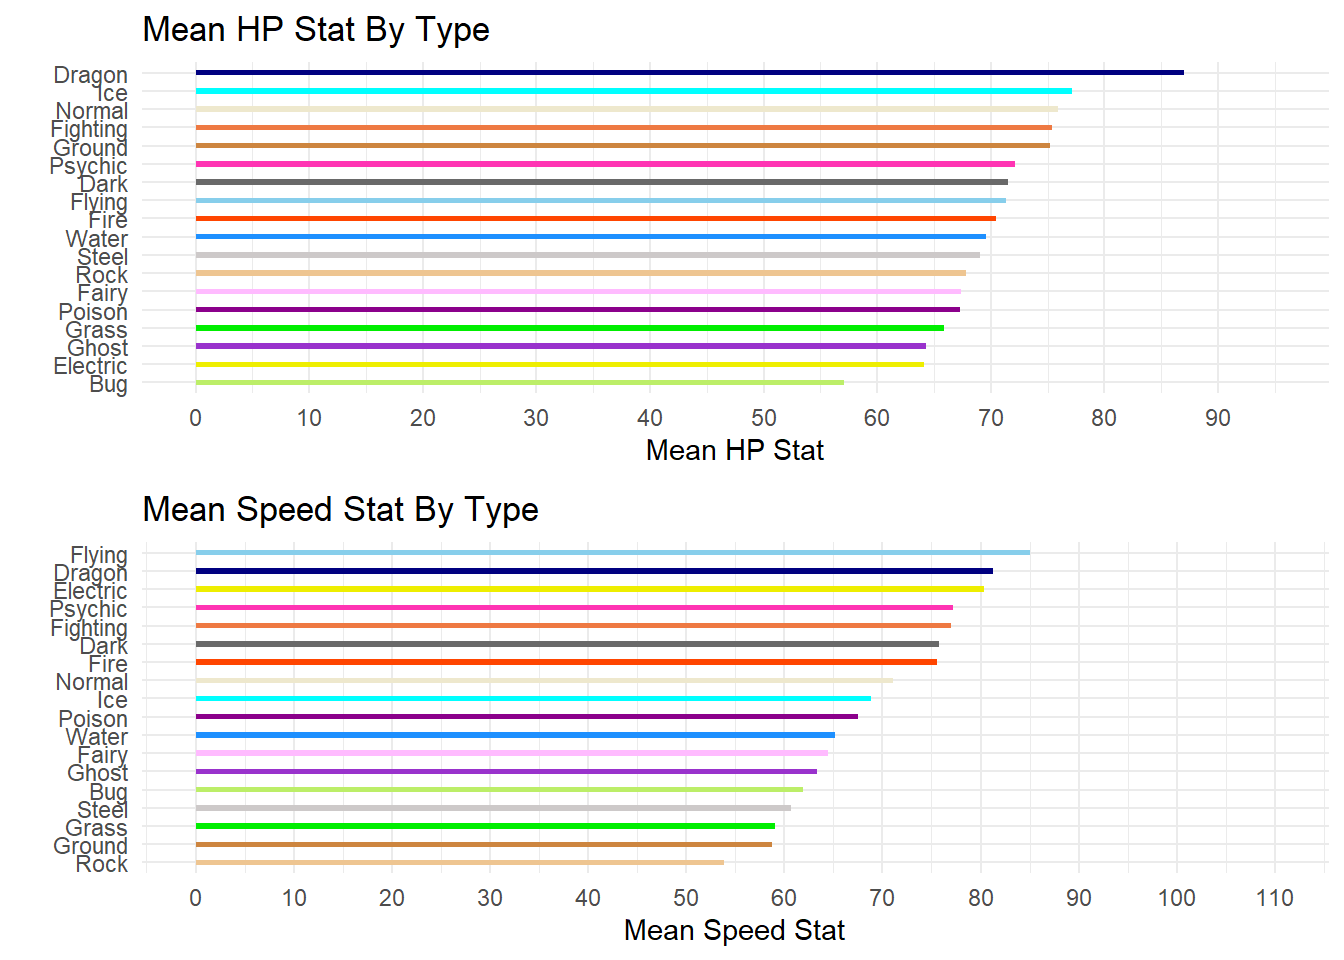 Mean HP Stat By Type
Dragon
Ice
Normal
Fighting
Ground
Psychic
Dark
Flying
Fire
Water
Steel
Rock
Fairy
Poison
Grass
Ghost
Electric
Bug
0 10 20 30 40 50 60 70 80 90
Mean HP Stat
Mean Speed Stat By Type
Flying
Dragon
Electric
Psychic
Fighting
Dark
Fire
Normal
Ice
Poison
Water
Fairy
Ghost
Bug
Steel
Grass
Ground
Rock
0 10 20 30 40 50 60 70 80 90 100 110
Mean Speed Stat